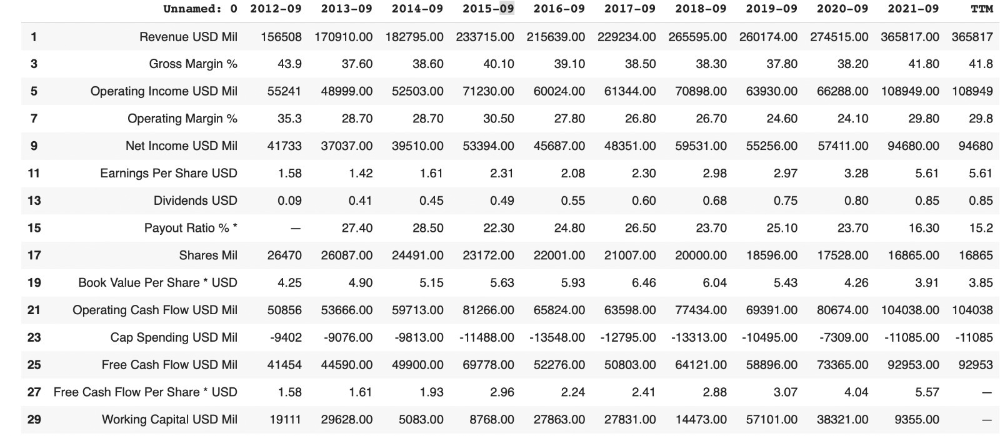 Unnamed: 0 2012-09 2013-09 2014-09 2015-09 2016-09 2017-09 2018-09 2019-09 2020-09 2021-09 TTM
1 Revenue USD Mil 156508 170910.00 182795.00 233715.00 215639.00 229234.00 265595.00 260174.00 274515.00 365817.00 365817
3 Gross Margin % 43.9 37.60 38.60 40.10 39.10 38.50 38.30 37.80 38.20 41.80 41.8
5 Operating Income USD Mil 55241 48999.00 52503.00 71230.00 60024.00 61344.00 70898.00 63930.00 66288.00 108949.00 108949
7 Operating Margin % 35.3 28.70 28.70 30.50 27.80 26.80 26.70 24.60 24.10 29.80 29.8
9 Net Income USD Mil 41733 37037.00 39510.00 53394.00 45687.00 48351.00 59531.00 55256.00 57411.00 94680.00 94680
11 Earnings Per Share USD 1.58 1.42 1.61 2.31 2.08 2.30 2.98 2.97 3.28 5.61 5.61
13 Dividends USD 0.09 0.41 0.45 0.49 0.55 0.60 0.68 0.75 0.80 0.85 0.85
15 Payout Ratio % * — 27.40 28.50 22.30 24.80 26.50 23.70 25.10 23.70 16.30 15.2
17 Shares Mil 26470 26087.00 24491.00 23172.00 22001.00 21007.00 20000.00 18596.00 17528.00 16865.00 16865
19 Book Value Per Share * USD 4.25 4.90 5.15 5.63 5.93 6.46 6.04 5.43 4.26 3.91 3.85
21 Operating Cash Flow USD Mil 50856 53666.00 59713.00 81266.00 65824.00 63598.00 77434.00 69391.00 80674.00 104038.00 104038
23 Cap Spending USD Mil -9402 -9076.00 -9813.00 -11488.00 -13548.00 -12795.00 -13313.00 -10495.00 -7309.00 -11085.00 -11085
25 Free Cash Flow USD Mil 41454 44590.00 49900.00 69778.00 52276.00 50803.00 64121.00 58896.00 73365.00 92953.00 92953
27 Free Cash Flow Per Share * USD 1.58 1.61 1.93 2.96 2.24 2.41 2.88 3.07 4.04 5.57 —
29 Working Capital USD Mil 19111 29628.00 5083.00 8768.00 27863.00 27831.00 14473.00 57101.00 38321.00 9355.00 —